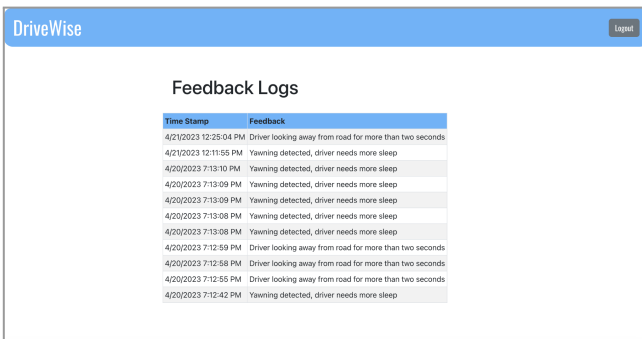 DriveWise
Logout
Feedback Logs
Time Stamp Feedback
4/21/2023 12:25:04 PM Driver looking away from road for more than two seconds
4/21/2023 12:11:55 PM Yawning detected, driver needs more sleep
4/20/2023 7:13:10 PM Yawning detected, driver needs more sleep
4/20/2023 7:13:09 PM Yawning detected, driver needs more sleep
4/20/2023 7:13:09 PM Yawning detected, driver needs more sleep
4/20/2023 7:13:08 PM Yawning detected, driver needs more sleep
4/20/2023 7:13:08 PM Yawning detected, driver needs more sleep
4/20/2023 7:12:59 PM Driver looking away from road for more than two seconds
4/20/2023 7:12:58 PM Driver looking away from road for more than two seconds
4/20/2023 7:12:55 PM Driver looking away from road for more than two seconds
4/20/2023 7:12:42 PM Yawning detected, driver needs more sleep